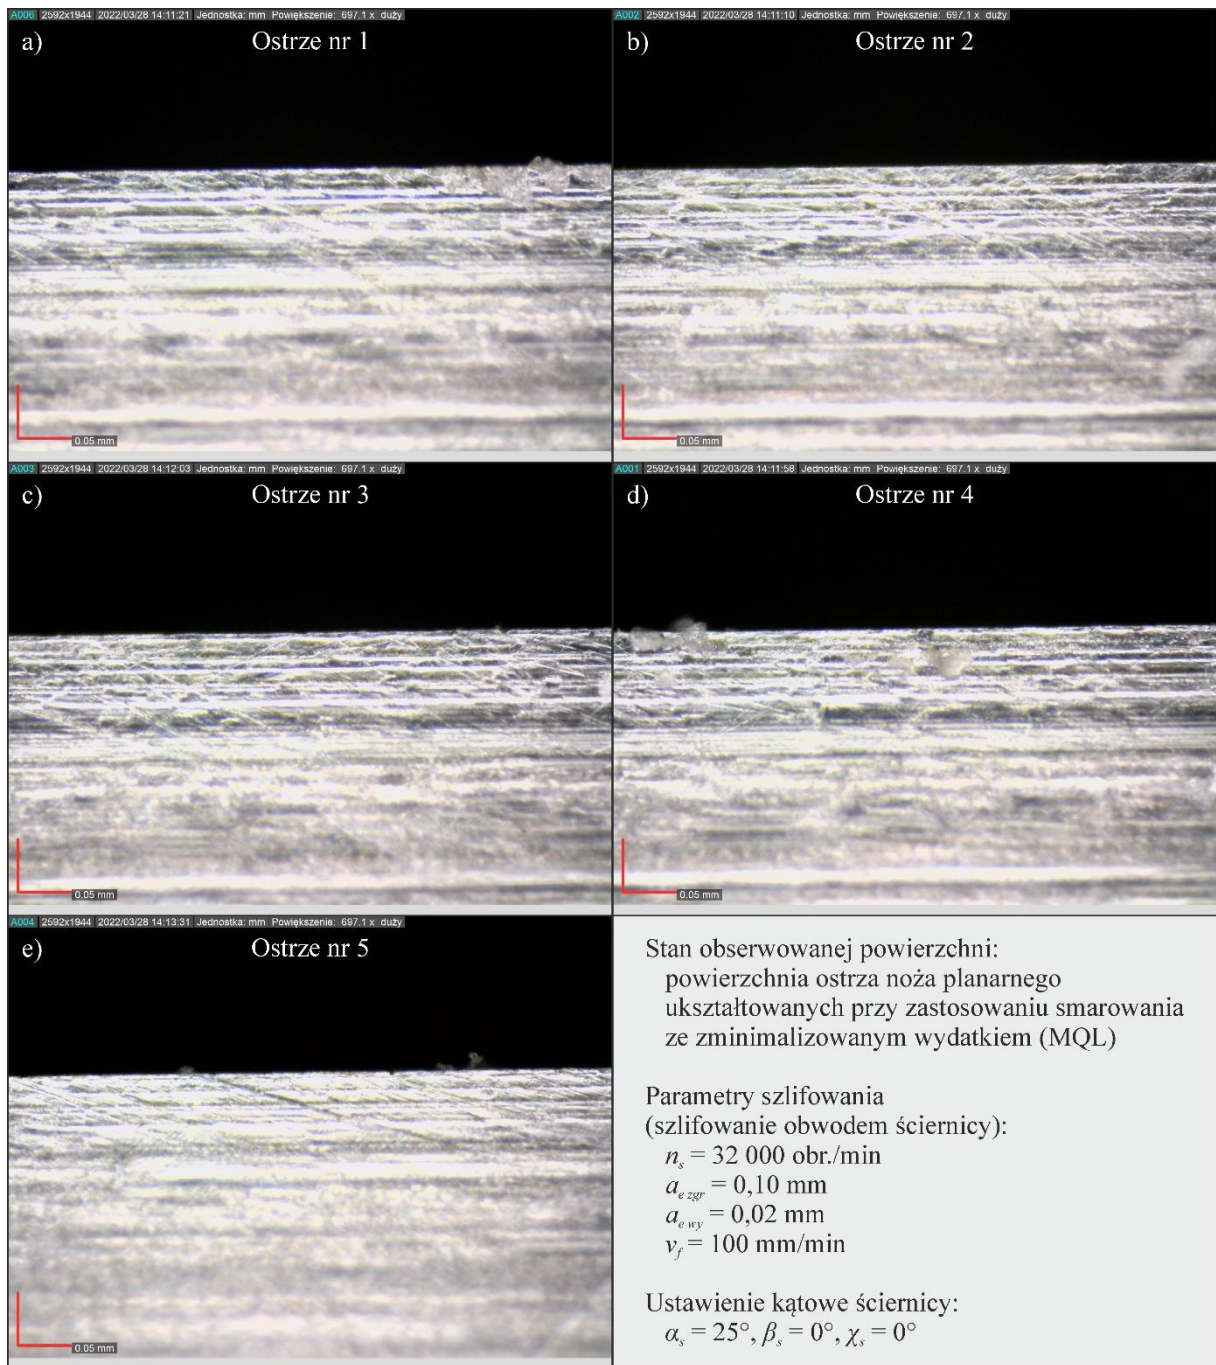 A006 2592x1944 2022/03/28 14:11:21 Jednostka: mm Powiększenie: 697.1 x duży
a) Ostrze nr 1
0.05 mm
A002 2592x1944 2022/03/28 14:11:10 Jednostka: mm Powiększenie: 697.1 x duży
b) Ostrze nr 2
0.05 mm
A003 2592x1944 2022/03/28 14:12:03 Jednostka: mm Powiększenie: 697.1 x duży
c) Ostrze nr 3
0.05 mm
A001 2592x1944 2022/03/28 14:11:58 Jednostka: mm Powiększenie: 697.1 x duży
d) Ostrze nr 4
0.05 mm
A004 2592x1944 2022/03/28 14:13:31 Jednostka: mm Powiększenie: 697.1 x duży
e) Ostrze nr 5
0.05 mm
Stan obserwowanej powierzchni:
powierzchnia ostrza noża planarnego
ukształtowanych przy zastosowaniu smarowania
ze zminimalizowanym wydatkiem (MQL)
Parametry szlifowania
(szlifowanie obwodem ściernicy):
n_s = 32 000 obr./min
a_e zgr = 0,10 mm
a_e wy = 0,02 mm
v_f = 100 mm/min
Ustawienie kątowe ściernicy:
α_s = 25°, β_s = 0°, χ_s = 0°